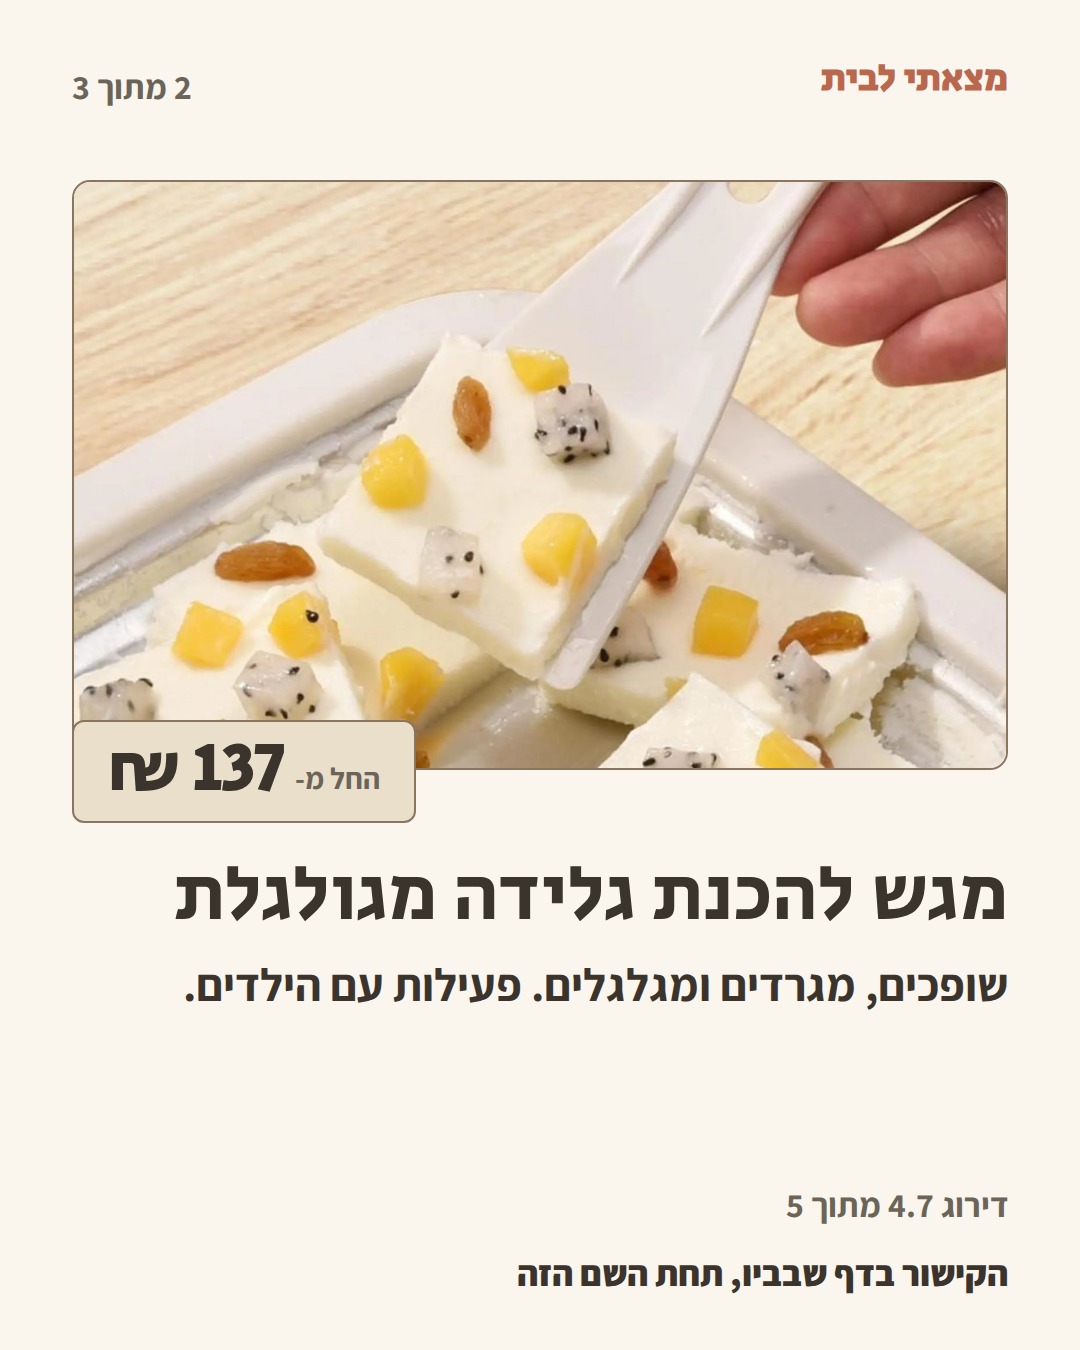 מצאתי לבית
2 מתוך 3
החל מ- 137 ₪
מגש להכנת גלידה מגולגלת
שופכים, מגרדים ומגלגלים. פעילות עם הילדים.
דירוג 4.7 מתוך 5
הקישור בדף שבביו, תחת השם הזה